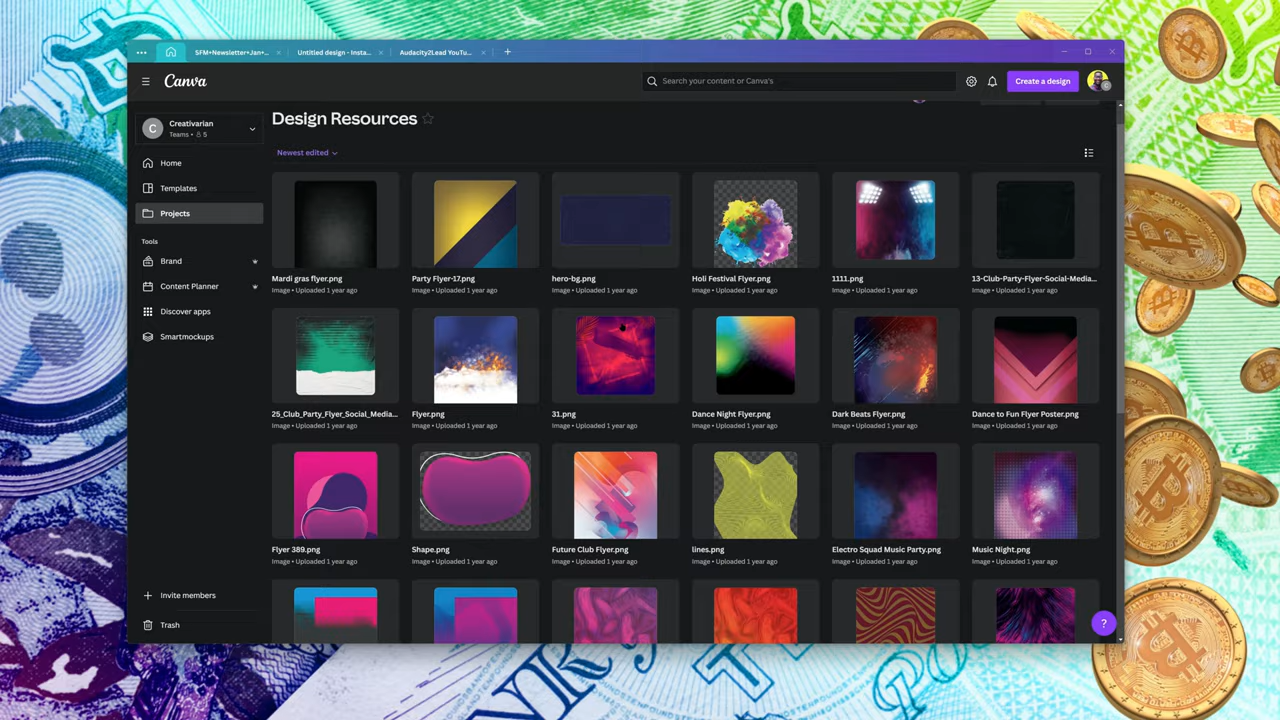 SFM+Newsletter+Jan+...
Untitled design - Insta...
Audacity2Lead YouTu...
Canva
Search your content or Canva's
Create a design
C
Creativarian
Teams • 5
Design Resources
Newest edited
Home
Templates
Projects
Tools
Brand
Content Planner
Discover apps
Smartmockups
Invite members
Trash
Mardi gras flyer.png
Image • Uploaded 1 year ago
Party Flyer-17.png
Image • Uploaded 1 year ago
hero-bg.png
Image • Uploaded 1 year ago
Holi Festival Flyer.png
Image • Uploaded 1 year ago
1111.png
Image • Uploaded 1 year ago
13-Club-Party-Flyer-Social-Media...
Image • Uploaded 1 year ago
25_Club_Party_Flyer_Social_Media...
Image • Uploaded 1 year ago
Flyer.png
Image • Uploaded 1 year ago
31.png
Image • Uploaded 1 year ago
Dance Night Flyer.png
Image • Uploaded 1 year ago
Dark Beats Flyer.png
Image • Uploaded 1 year ago
Dance to Fun Flyer Poster.png
Image • Uploaded 1 year ago
Flyer 389.png
Image • Uploaded 1 year ago
Shape.png
Image • Uploaded 1 year ago
Future Club Flyer.png
Image • Uploaded 1 year ago
lines.png
Image • Uploaded 1 year ago
Electro Squad Music Party.png
Image • Uploaded 1 year ago
Music Night.png
Image • Uploaded 1 year ago
?